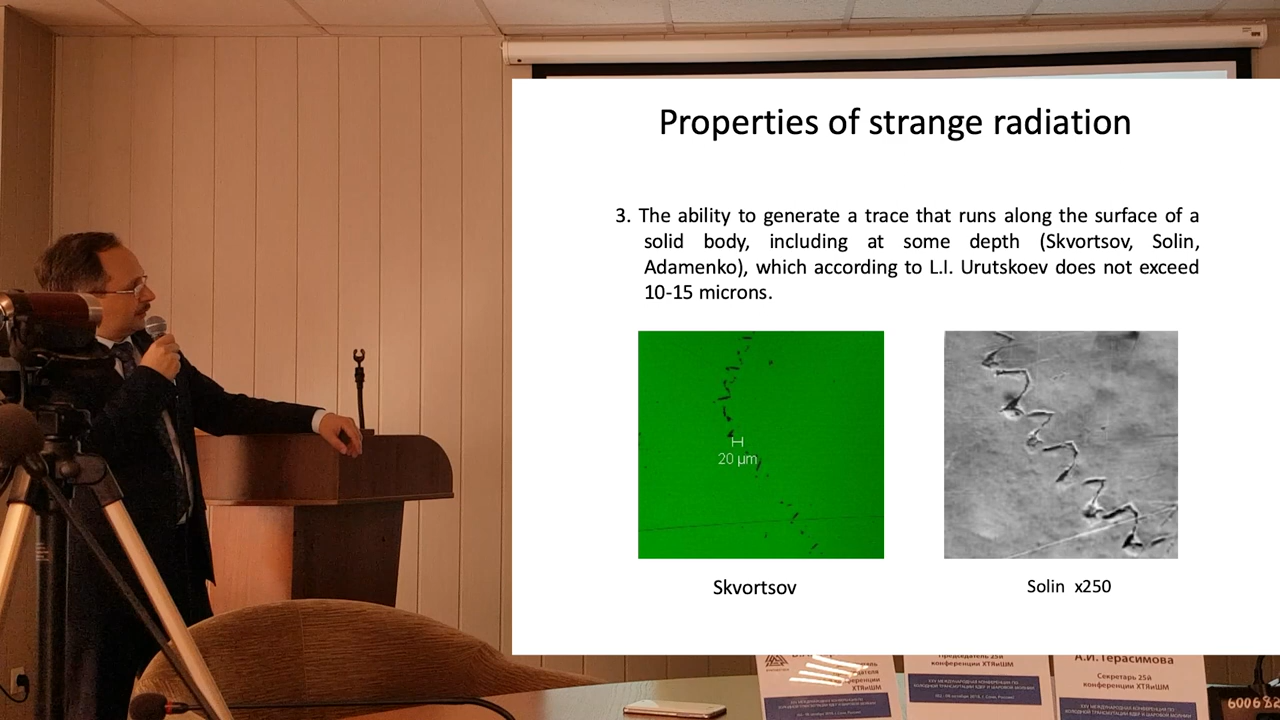 Properties of strange radiation
3. The ability to generate a trace that runs along the surface of a
solid body, including at some depth (Skvortsov, Solin,
Adamenko), which according to L.I. Urutskoev does not exceed
10-15 microns.
20 µm
Skvortsov
Solin x250
ХТЯиШМ
Председатель 25й
конференции ХТЯиШМ
А.И. Герасимова
Секретарь 25й
конференции ХТЯиШМ